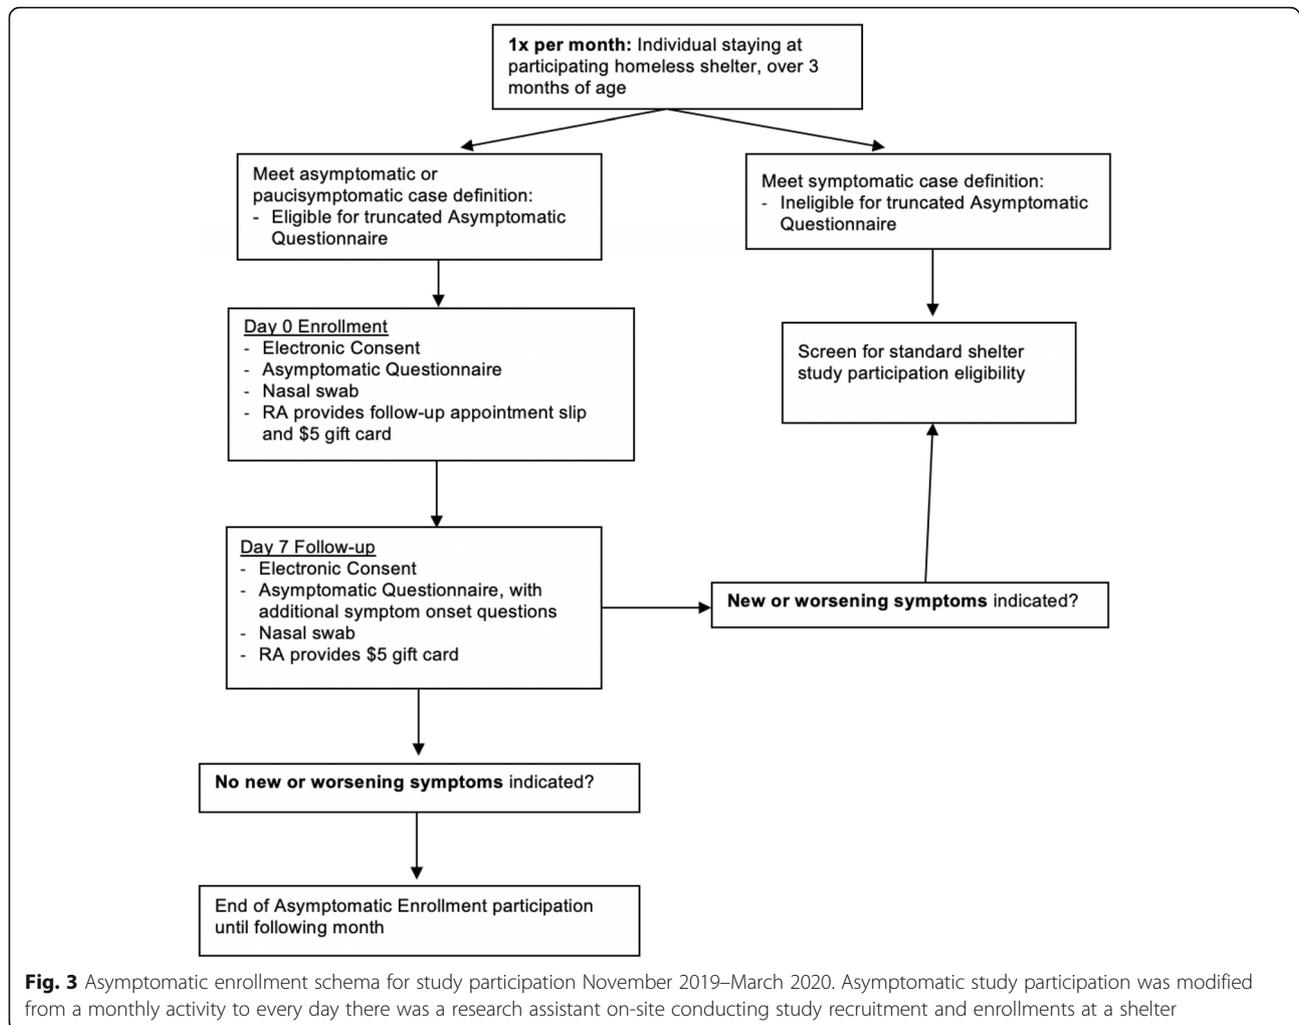 1x per month: Individual staying at
participating homeless shelter, over 3
months of age
Meet asymptomatic or
paucisymptomatic case definition:
- Eligible for truncated Asymptomatic
Questionnaire
Meet symptomatic case definition:
- Ineligible for truncated Asymptomatic
Questionnaire
Day 0 Enrollment
- Electronic Consent
- Asymptomatic Questionnaire
- Nasal swab
- RA provides follow-up appointment slip
and $5 gift card
Screen for standard shelter
study participation eligibility
Day 7 Follow-up
- Electronic Consent
- Asymptomatic Questionnaire, with
additional symptom onset questions
- Nasal swab
- RA provides $5 gift card
New or worsening symptoms indicated?
No new or worsening symptoms indicated?
End of Asymptomatic Enrollment participation
until following month
Fig. 3 Asymptomatic enrollment schema for study participation November 2019–March 2020. Asymptomatic study participation was modified
from a monthly activity to every day there was a research assistant on-site conducting study recruitment and enrollments at a shelter